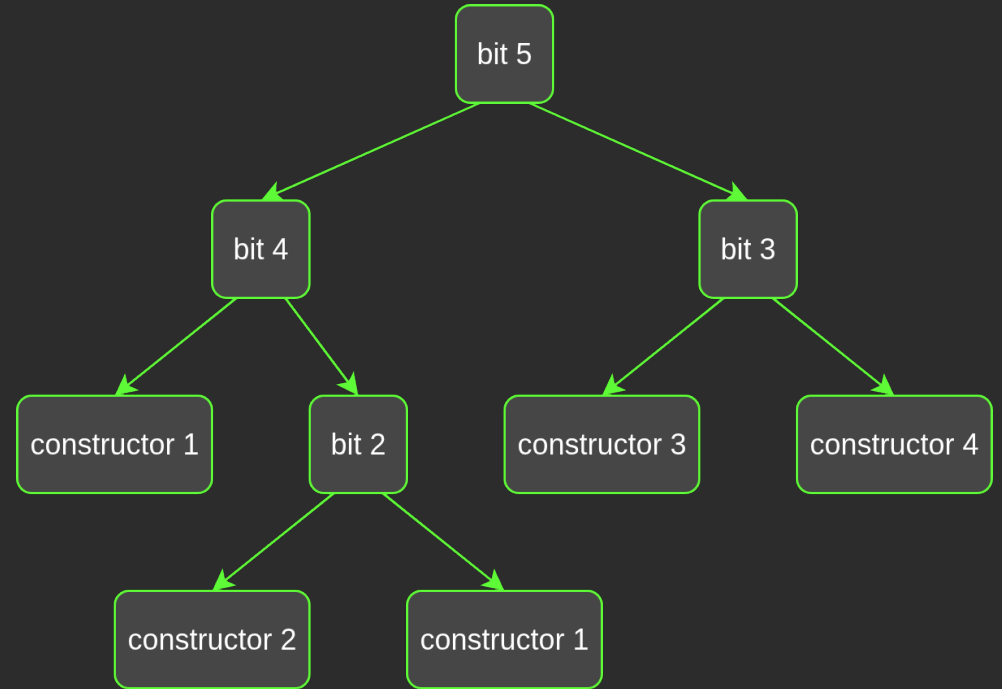 bit 5
bit 4
bit 3
constructor 1
bit 2
constructor 3
constructor 4
constructor 2
constructor 1